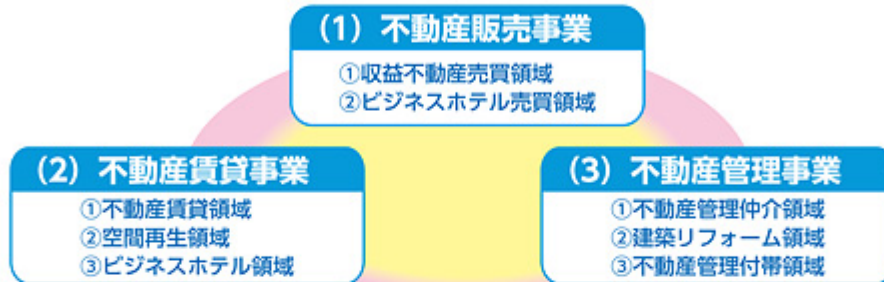 (1) 不動産販売事業
①収益不動産売買領域
②ビジネスホテル売買領域
(2) 不動産賃貸事業
①不動産賃貸領域
②空間再生領域
③ビジネスホテル領域
(3) 不動産管理事業
①不動産管理仲介領域
②建築リフォーム領域
③不動産管理付帯領域